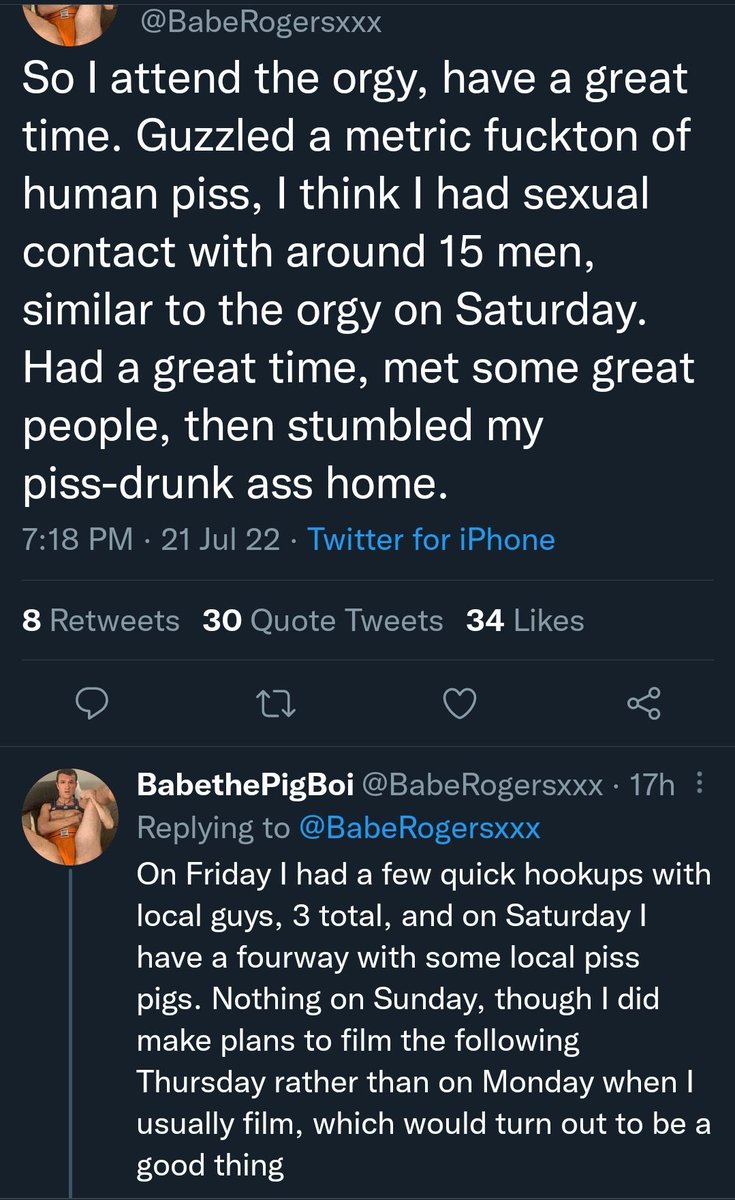 @BabeRogersxxx
So I attend the orgy, have a great
time. Guzzled a metric fuckton of
human piss, I think I had sexual
contact with around 15 men,
similar to the orgy on Saturday.
Had a great time, met some great
people, then stumbled my
piss-drunk ass home.
7:18 PM · 21 Jul 22 · Twitter for iPhone
8 Retweets 30 Quote Tweets 34 Likes
BabethePigBoi @BabeRogersxxx · 17h
Replying to @BabeRogersxxx
On Friday I had a few quick hookups with
local guys, 3 total, and on Saturday I
have a fourway with some local piss
pigs. Nothing on Sunday, though I did
make plans to film the following
Thursday rather than on Monday when I
usually film, which would turn out to be a
good thing